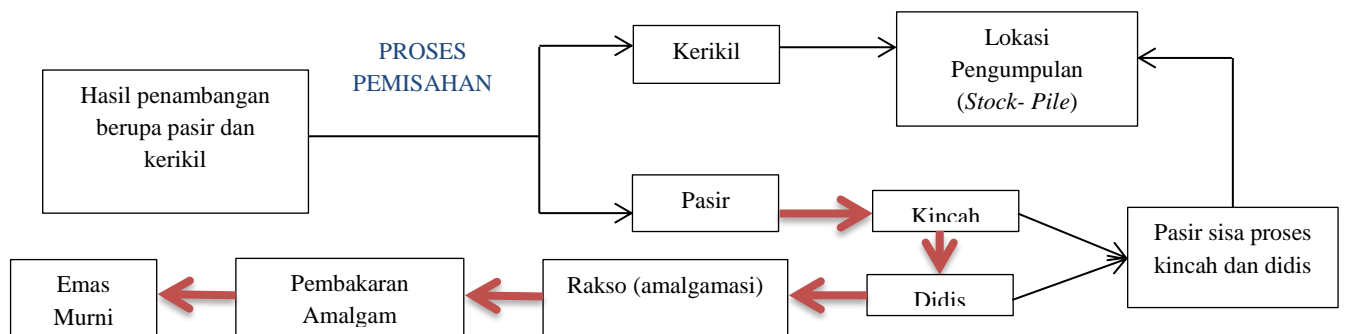 Hasil penambangan
berupa pasir dan
kerikil
PROSES
PEMISAHAN
Kerikil
Lokasi
Pengumpulan
(Stock- Pile)
Pasir
Kincah
Pasir sisa proses
kincah dan didis
Didis
Rakso (amalgamasi)
Pembakaran
Amalgam
Emas
Murni